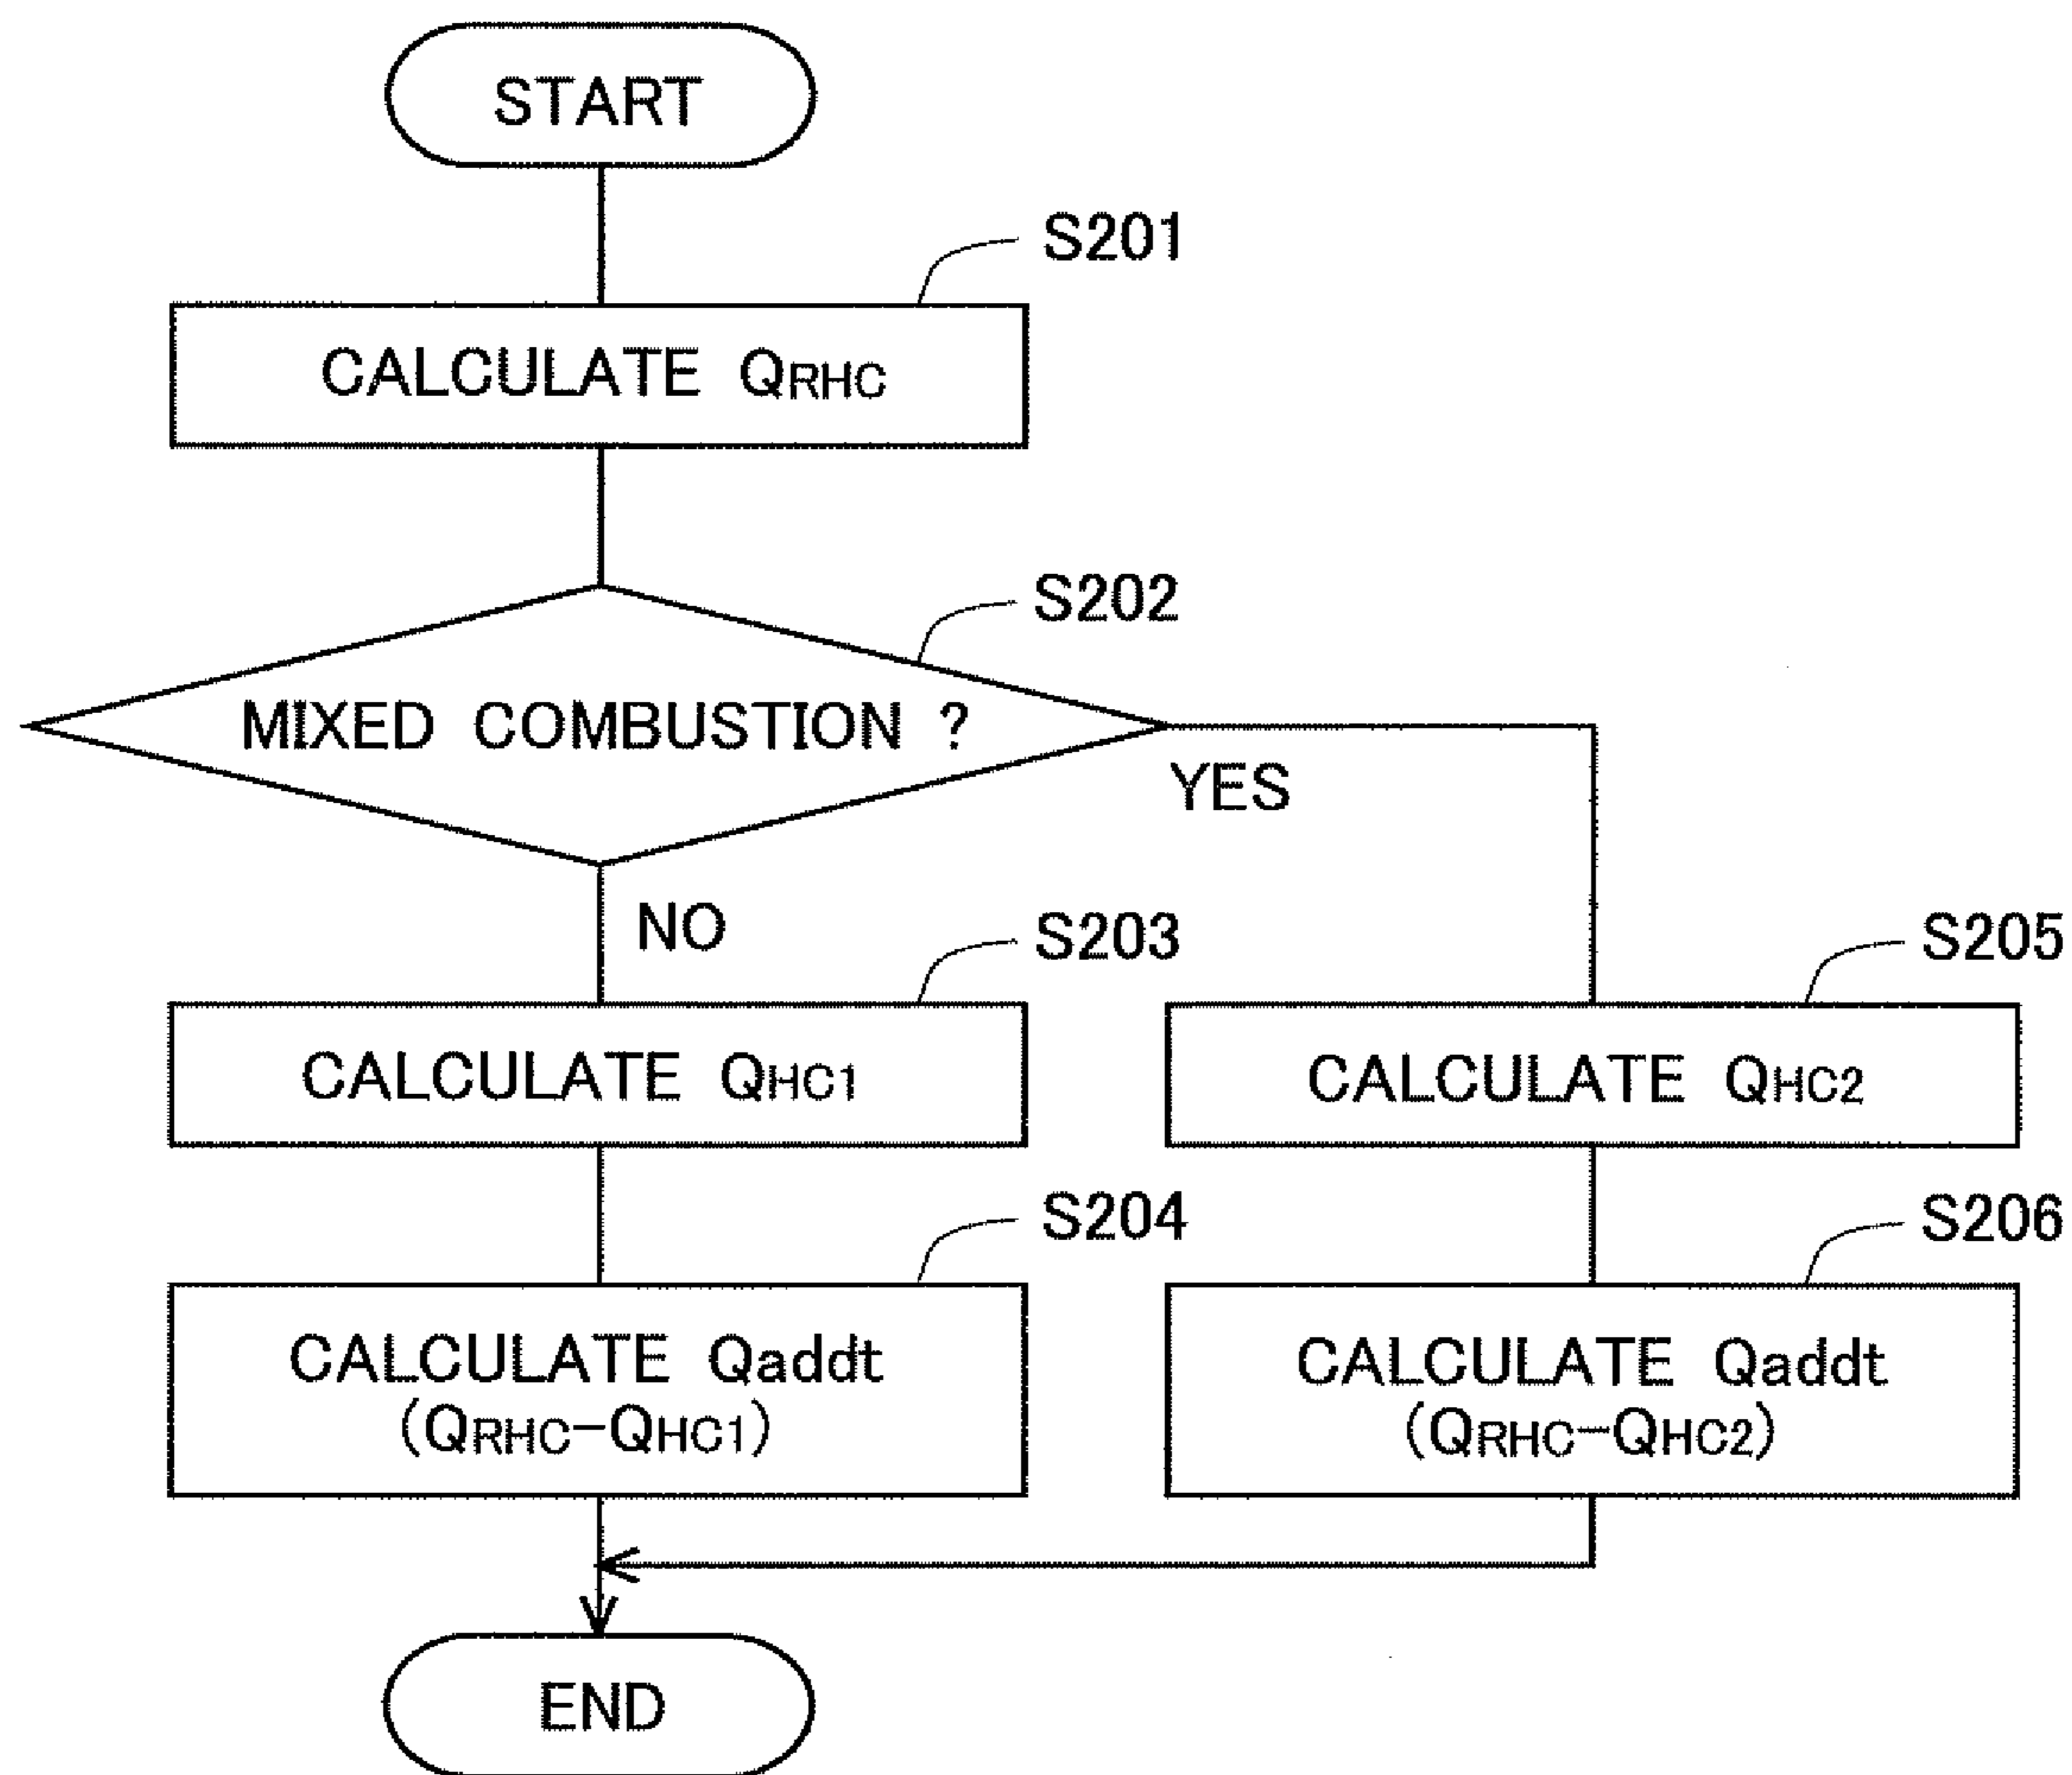 START
S201
CALCULATE QRHC
S202
MIXED COMBUSTION ?
YES
NO
S203
CALCULATE QHC1
S204
CALCULATE Qaddt
(QRHC-QHC1)
S205
CALCULATE QHC2
S206
CALCULATE Qaddt
(QRHC-QHC2)
END